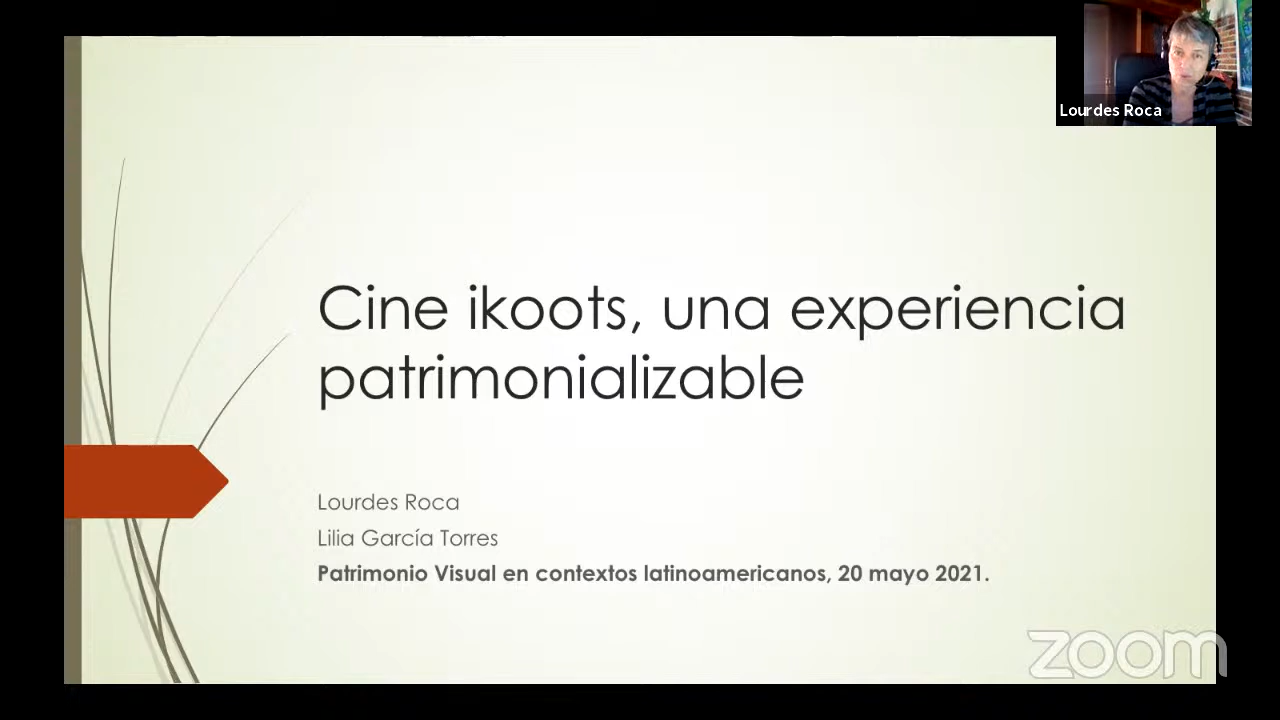 Lourdes Roca
Cine ikoots, una experiencia
patrimonializable
Lourdes Roca
Lilia García Torres
Patrimonio Visual en contextos latinoamericanos, 20 mayo 2021.
zoom